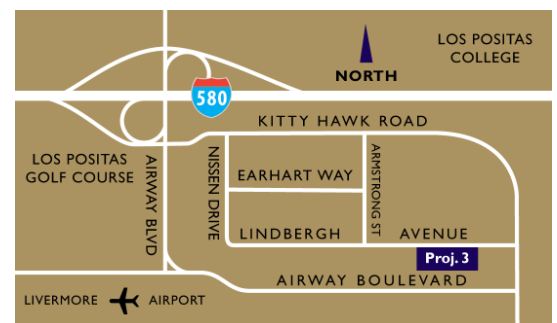 LOS POSITAS
COLLEGE
NORTH
580
KITTY HAWK ROAD
LOS POSITAS
GOLF COURSE
AIRWAY BLVD
NISSEN DRIVE
EARHART WAY
ARMSTRONG ST
LINDBERGH AVENUE
Proj. 3
AIRWAY BOULEVARD
LIVERMORE AIRPORT